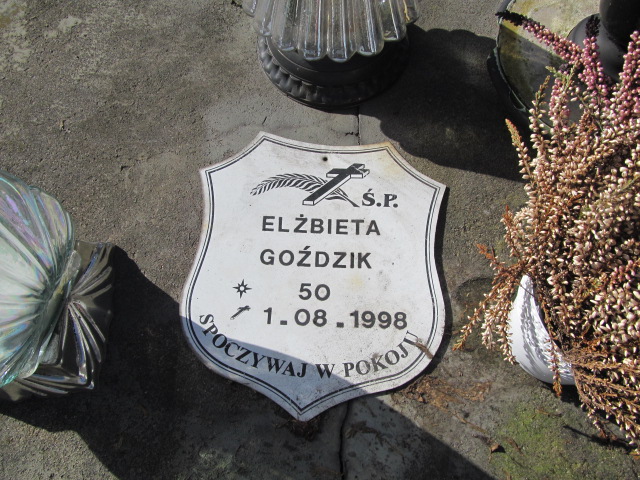 Ś.P.
ELŻBIETA
GOŹDZIK
50
1.08.1998
SPOCZYWAJ W POKOJU